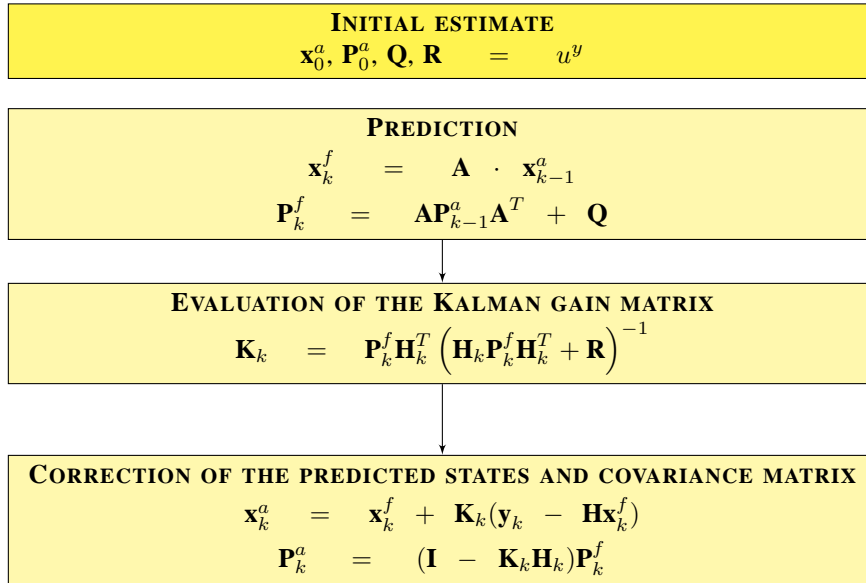 INITIAL ESTIMATE
𝐱₀ᵃ, 𝐏₀ᵃ, 𝐐, 𝐑 = uʸ
PREDICTION
𝐱ₖᶠ = 𝐀 · 𝐱ₖ₋₁ᵃ
𝐏ₖᶠ = 𝐀𝐏ₖ₋₁ᵃ𝐀ᵀ + 𝐐
EVALUATION OF THE KALMAN GAIN MATRIX
𝐊ₖ = 𝐏ₖᶠ𝐇ₖᵀ (𝐇ₖ𝐏ₖᶠ𝐇ₖᵀ + 𝐑)⁻¹
CORRECTION OF THE PREDICTED STATES AND COVARIANCE MATRIX
𝐱ₖᵃ = 𝐱ₖᶠ + 𝐊ₖ(𝐲ₖ − 𝐇𝐱ₖᶠ)
𝐏ₖᵃ = (𝐈 − 𝐊ₖ𝐇ₖ)𝐏ₖᶠ